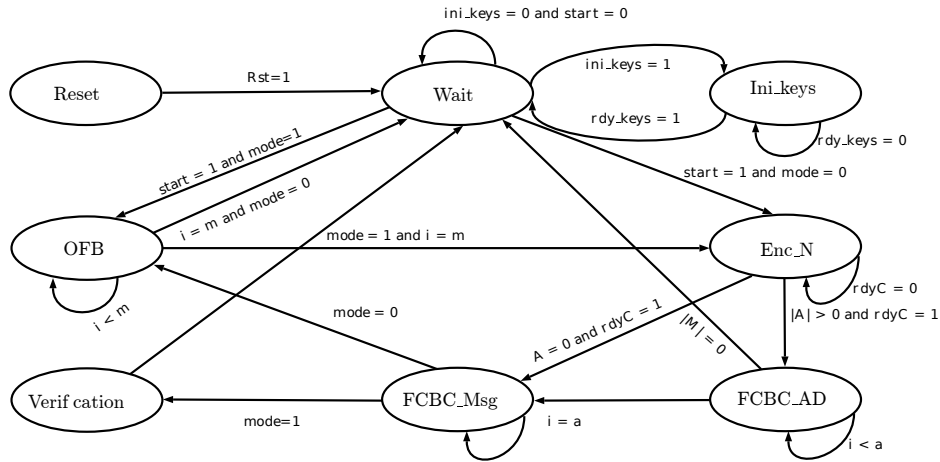 ini_keys = 0 and start = 0
Rst=1
Reset
Wait
ini_keys = 1
Ini_keys
rdy_keys = 1
rdy_keys = 0
start = 1 and mode=1
start = 1 and mode = 0
i = m and mode = 0
OFB
mode = 1 and i = m
Enc_N
rdyC = 0
i < m
mode = 0
A = 0 and rdyC = 1
|M| = 0
|A| > 0 and rdyC = 1
Verif cation
mode=1
FCBC_Msg
i = a
FCBC_AD
i < a